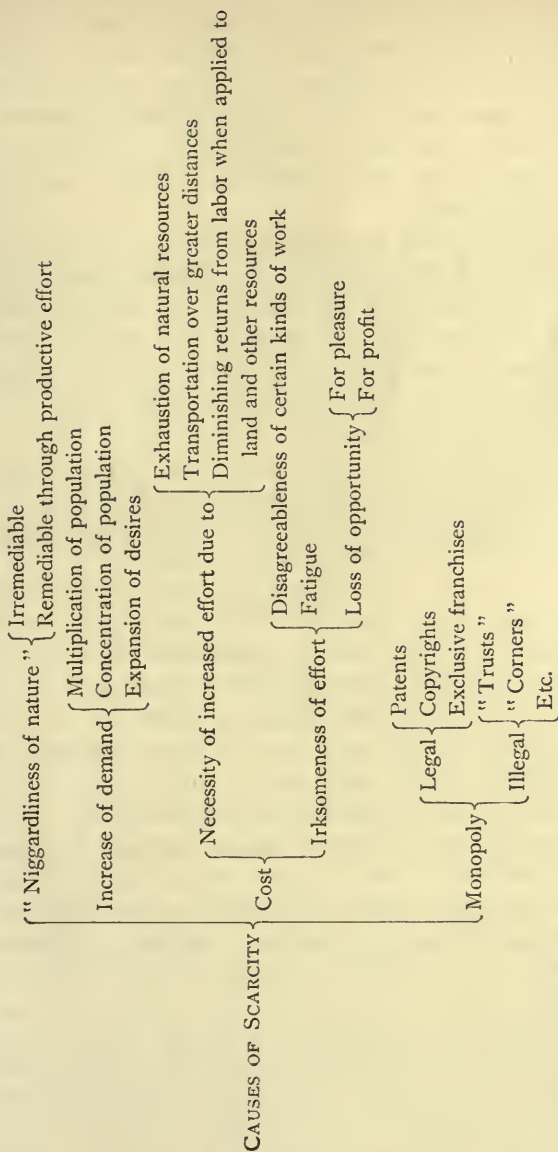 CAUSES OF SCARCITY
" Niggardliness of nature "
Irremediable
Remediable through productive effort
Increase of demand
Multiplication of population
Concentration of population
Expansion of desires
Cost
Necessity of increased effort due to
Exhaustion of natural resources
Transportation over greater distances
Diminishing returns from labor when applied to
land and other resources
Irksomeness of effort
Disagreeableness of certain kinds of work
Fatigue
Loss of opportunity
For pleasure
For profit
Monopoly
Legal
Patents
Copyrights
Exclusive franchises
Illegal
" Trusts "
" Corners "
Etc.